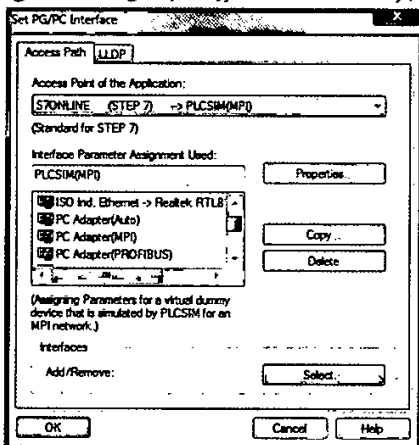 Set PG/PC Interface
X
Access Path LLDP
Access Point of the Application:
S7ONLINE (STEP 7) -> PLCSIM(MPI)
(Standard for STEP 7)
Interface Parameter Assignment Used:
PLCSIM(MPI)
Properties...
ISO Ind. Ethernet -> Realtek RTL8
PC Adapter(Auto)
PC Adapter(MPI)
PC Adapter(PROFIBUS)
Copy...
Delete
(Assigning Parameters for a virtual dummy
device that is simulated by PLCSIM for an
MPI network.)
Interfaces
Add/Remove:
Select...
OK
Cancel
Help